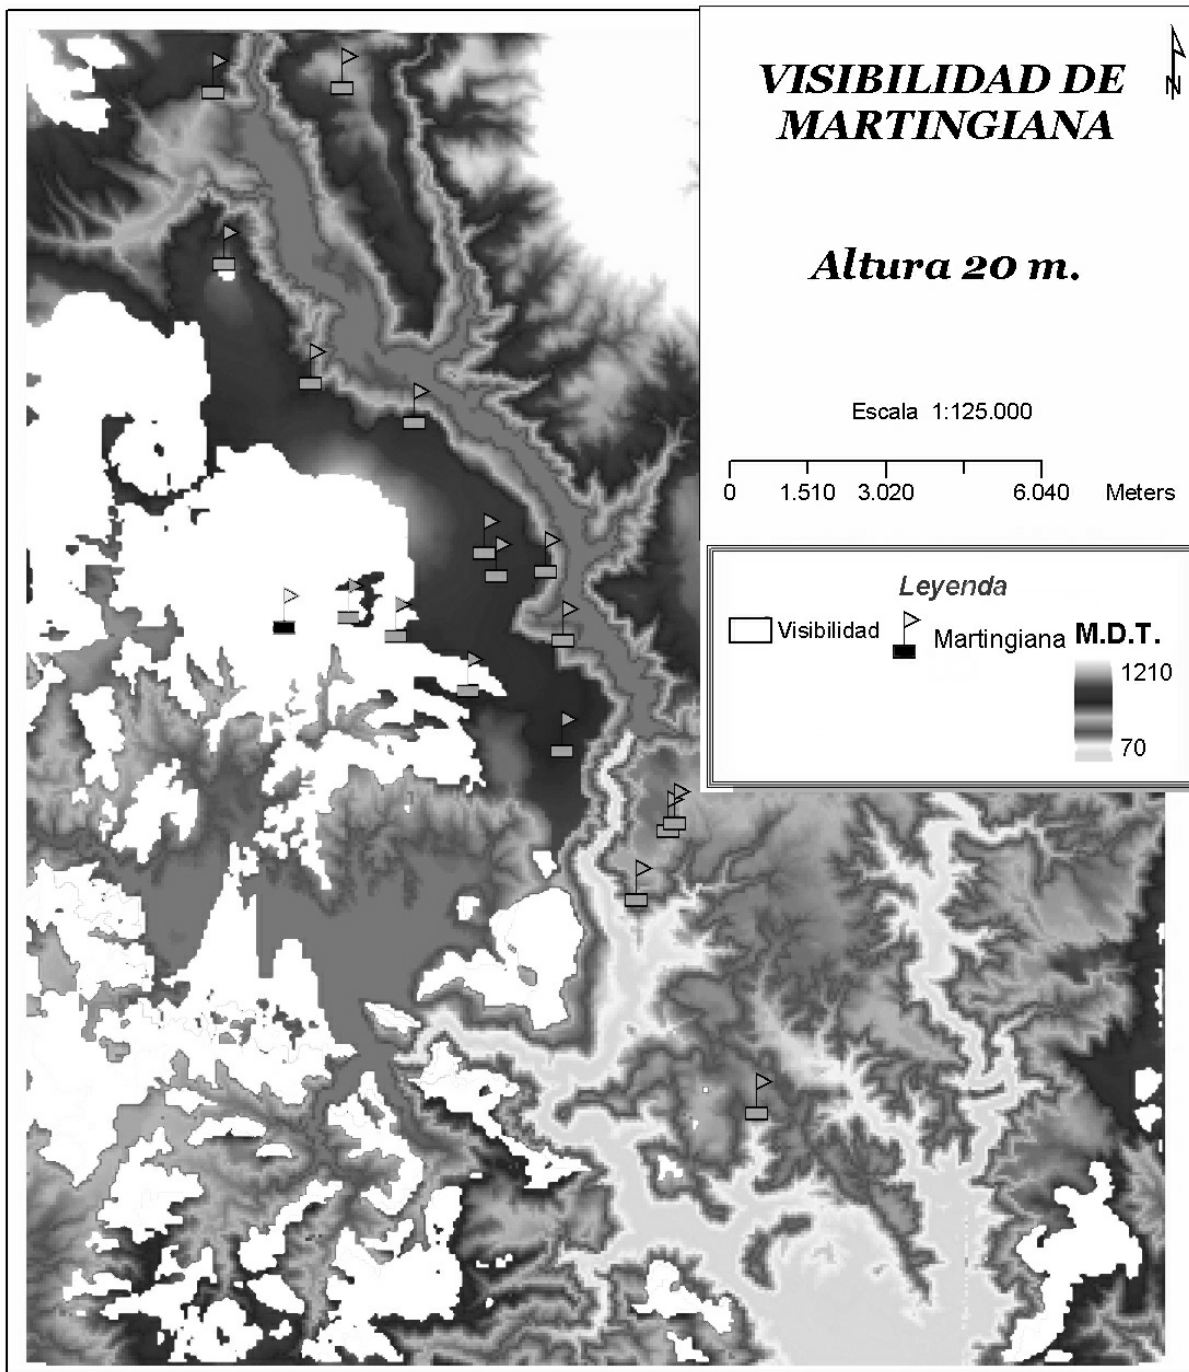 N
VISIBILIDAD DE
MARTINGIANA
Altura 20 m.
Escala 1:125.000
0 1.510 3.020 6.040 Meters
Leyenda
Visibilidad
Martingiana
M.D.T.
1210
70